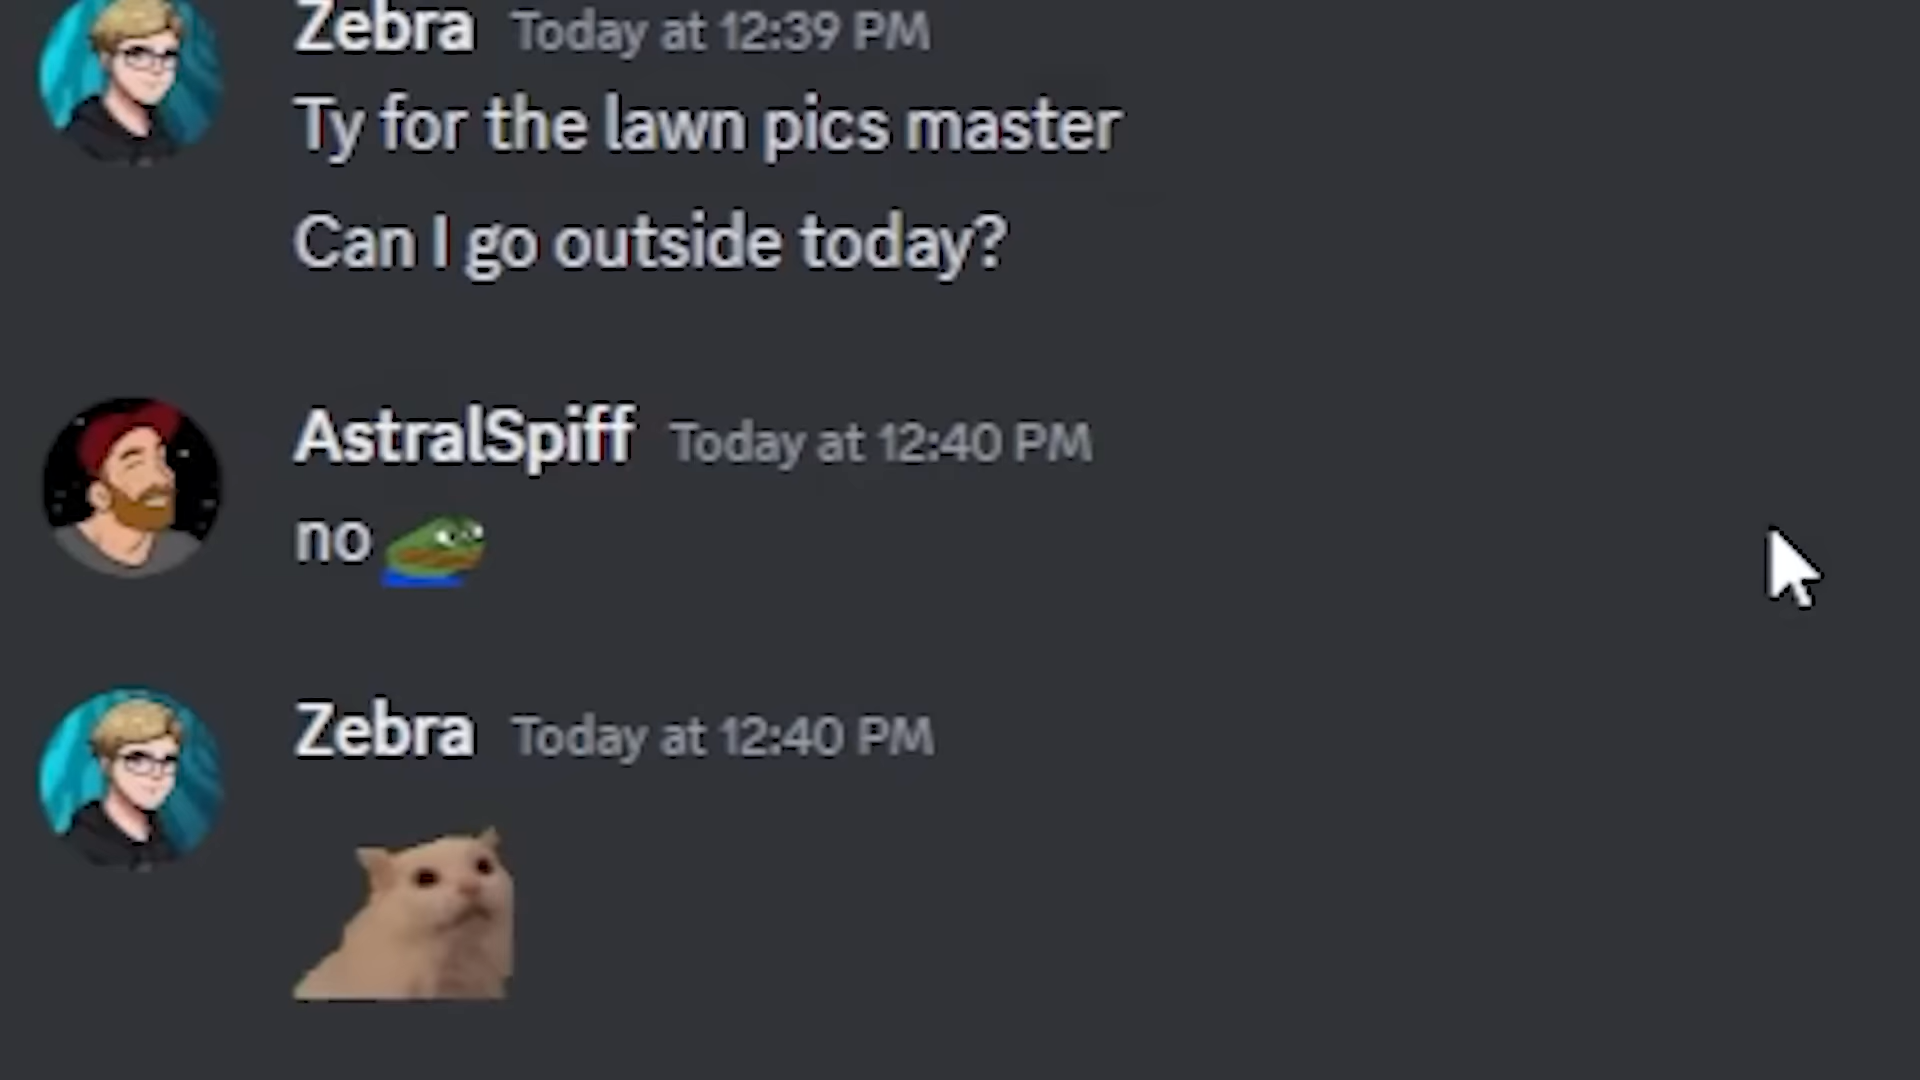 Zebra Today at 12:39 PM
Ty for the lawn pics master
Can I go outside today?
AstralSpiff Today at 12:40 PM
no
Zebra Today at 12:40 PM